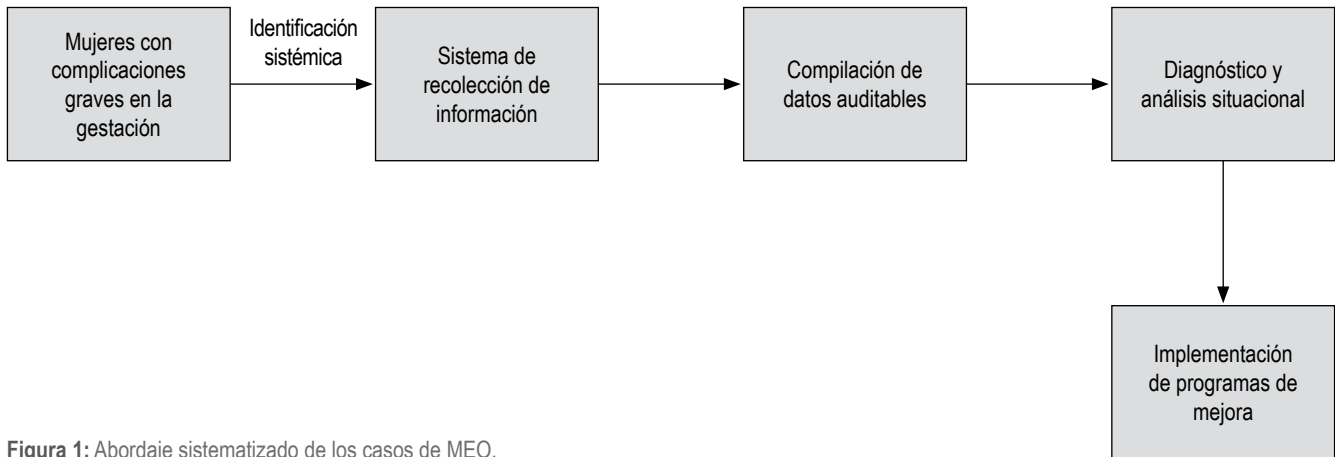 Mujeres con
complicaciones
graves en la
gestación
Identificación
sistémica
Sistema de
recolección de
información
Compilación de
datos auditables
Diagnóstico y
análisis situacional
Implementación
de programas de
mejora
Figura 1: Abordaje sistematizado de los casos de MEO.